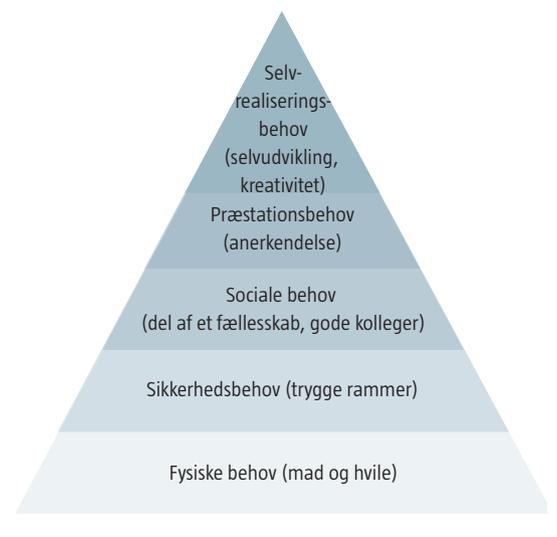 Selv-
realiserings-
behov
(selvudvikling,
kreativitet)
Præstationsbehov
(anerkendelse)
Sociale behov
(del af et fællesskab, gode kolleger)
Sikkerhedsbehov (trygge rammer)
Fysiske behov (mad og hvile)